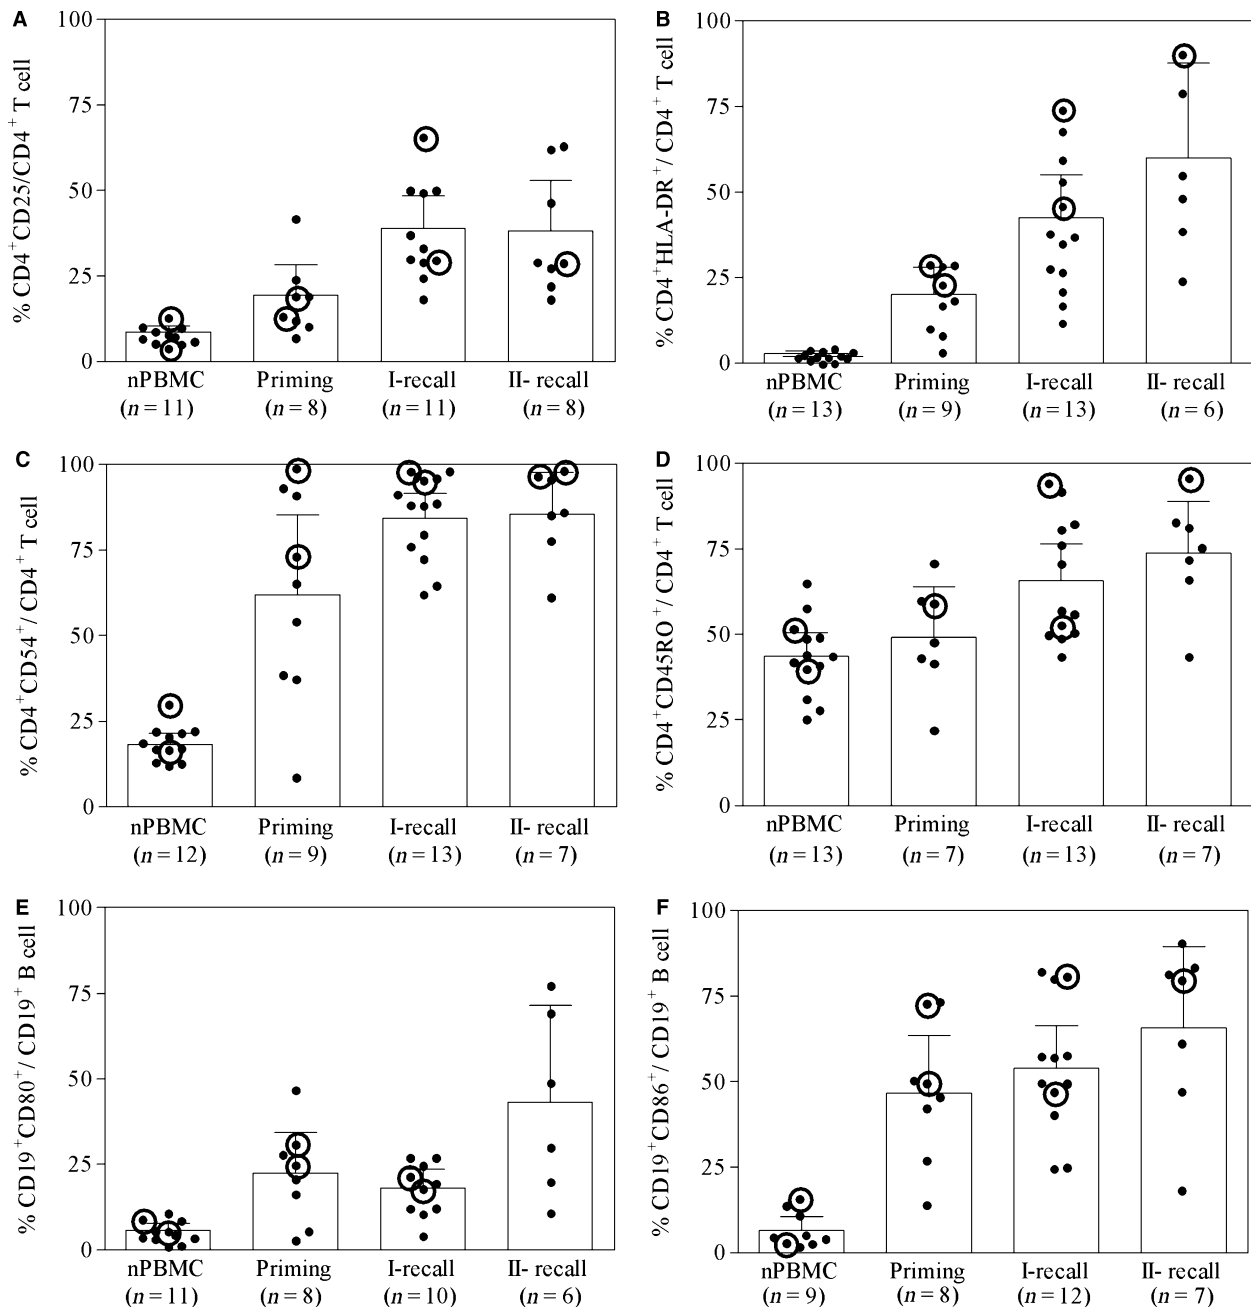 A
% CD4⁺CD25/CD4⁺ T cell
100
75
50
25
0
nPBMC Priming I-recall II- recall
(n = 11) (n = 8) (n = 11) (n = 8)
B
% CD4⁺HLA-DR⁺/ CD4⁺ T cell
100
75
50
25
0
nPBMC Priming I-recall II- recall
(n = 13) (n = 9) (n = 13) (n = 6)
C
% CD4⁺CD54⁺/ CD4⁺ T cell
100
75
50
25
0
nPBMC Priming I-recall II- recall
(n = 12) (n = 9) (n = 13) (n = 7)
D
% CD4⁺CD45RO⁺/ CD4⁺ T cell
100
75
50
25
0
nPBMC Priming I-recall II- recall
(n = 13) (n = 7) (n = 13) (n = 7)
E
% CD19⁺CD80⁺/ CD19⁺ B cell
100
75
50
25
0
nPBMC Priming I-recall II- recall
(n = 11) (n = 8) (n = 10) (n = 6)
F
% CD19⁺CD86⁺/ CD19⁺ B cell
100
75
50
25
0
nPBMC Priming I-recall II- recall
(n = 9) (n = 8) (n = 12) (n = 7)